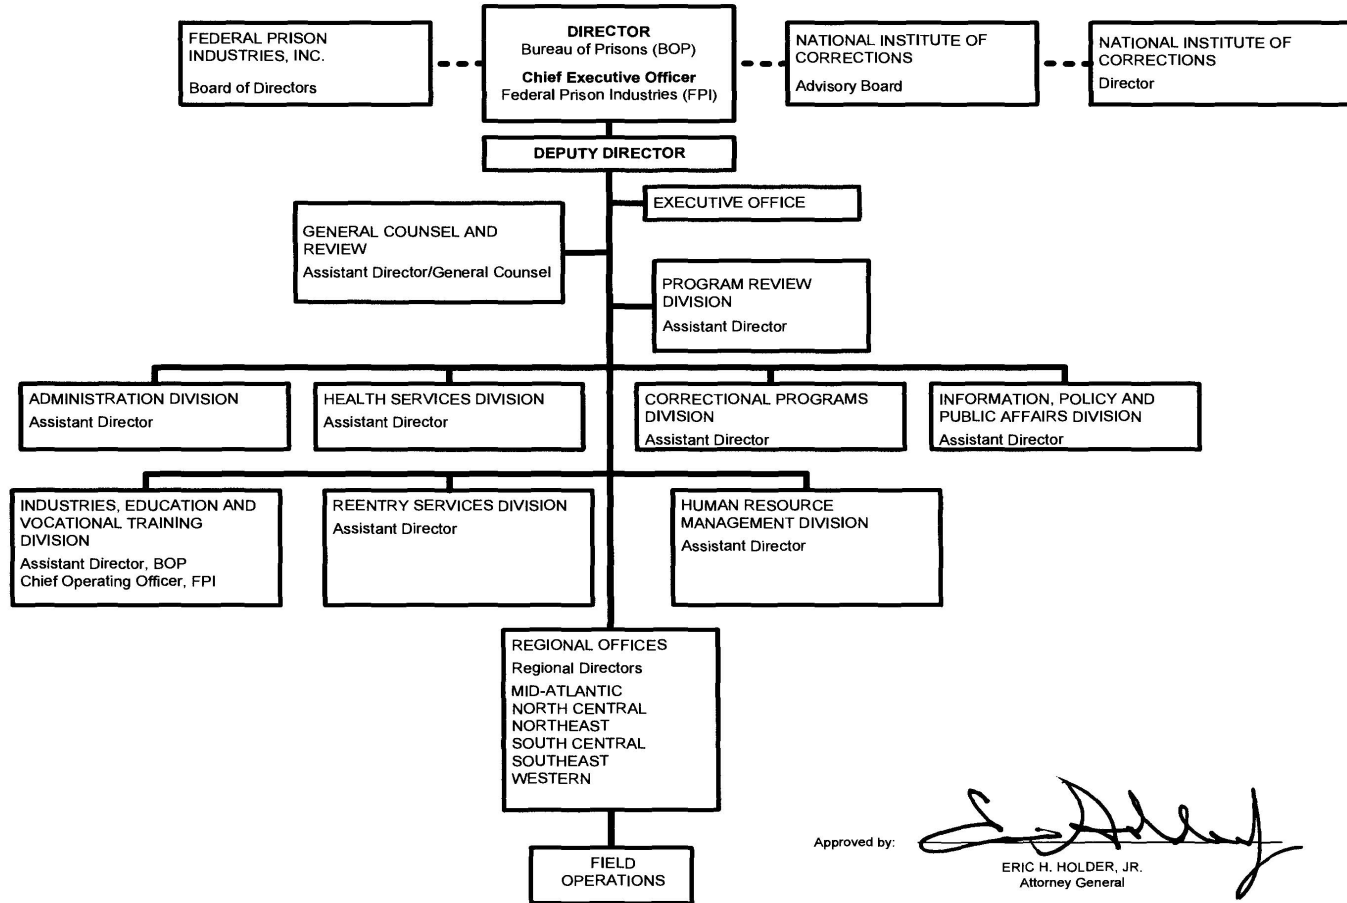 FEDERAL PRISON
INDUSTRIES, INC.
Board of Directors
DIRECTOR
Bureau of Prisons (BOP)
Chief Executive Officer
Federal Prison Industries (FPI)
NATIONAL INSTITUTE OF
CORRECTIONS
Advisory Board
NATIONAL INSTITUTE OF
CORRECTIONS
Director
DEPUTY DIRECTOR
EXECUTIVE OFFICE
GENERAL COUNSEL AND
REVIEW
Assistant Director/General Counsel
PROGRAM REVIEW
DIVISION
Assistant Director
ADMINISTRATION DIVISION
Assistant Director
HEALTH SERVICES DIVISION
Assistant Director
CORRECTIONAL PROGRAMS
DIVISION
Assistant Director
INFORMATION, POLICY AND
PUBLIC AFFAIRS DIVISION
Assistant Director
INDUSTRIES, EDUCATION AND
VOCATIONAL TRAINING
DIVISION
Assistant Director, BOP
Chief Operating Officer, FPI
REENTRY SERVICES DIVISION
Assistant Director
HUMAN RESOURCE
MANAGEMENT DIVISION
Assistant Director
REGIONAL OFFICES
Regional Directors
MID-ATLANTIC
NORTH CENTRAL
NORTHEAST
SOUTH CENTRAL
SOUTHEAST
WESTERN
FIELD
OPERATIONS
Approved by:
ERIC H. HOLDER, JR.
Attorney General